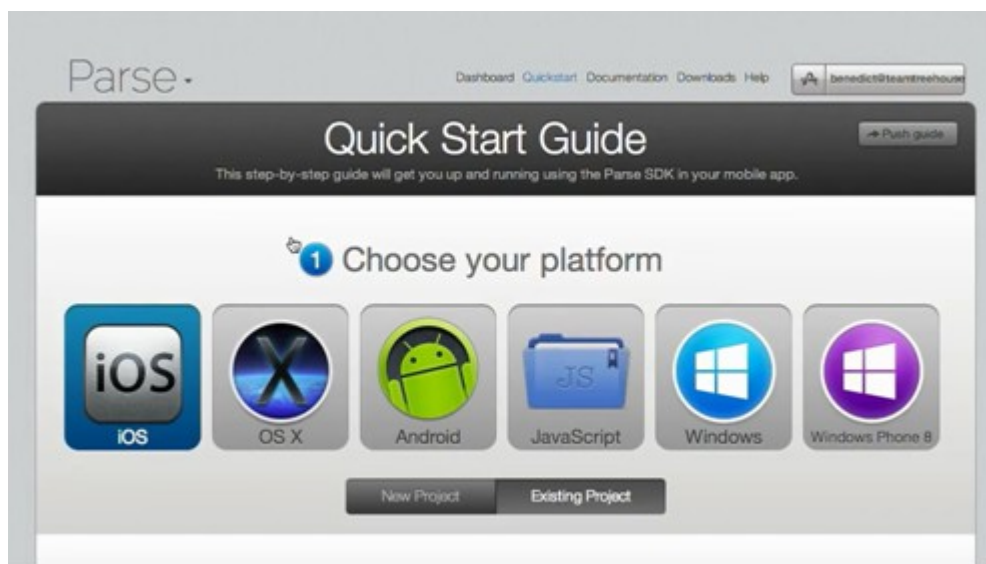 Parse
Dashboard Quickstart Documentation Downloads Help
benedict@teamtreehouse
Quick Start Guide
Push guide
This step-by-step guide will get you up and running using the Parse SDK in your mobile app.
1 Choose your platform
iOS
X
JS
iOS
OS X
Android
JavaScript
Windows
Windows Phone 8
New Project
Existing Project